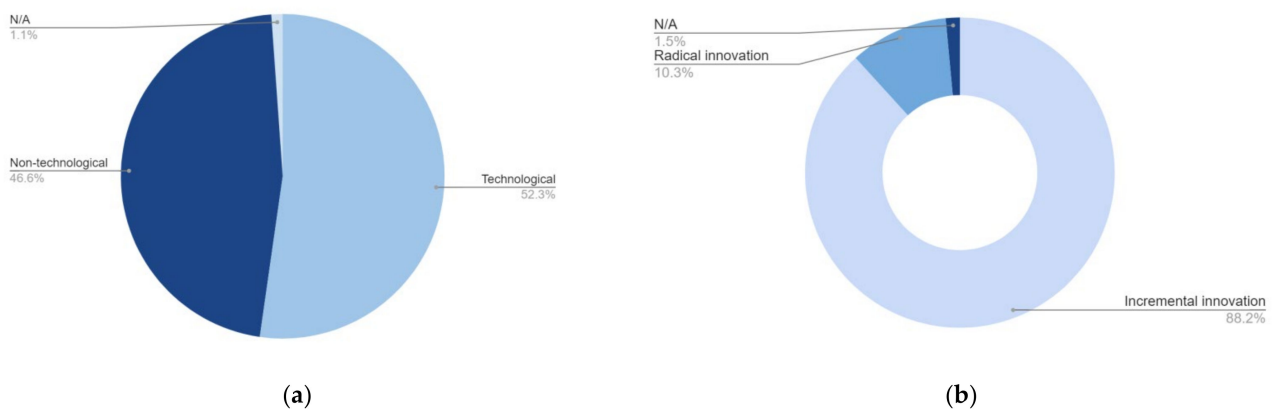 N/A
1.1%
Non-technological
46.6%
Technological
52.3%
(a)
N/A
1.5%
Radical innovation
10.3%
Incremental innovation
88.2%
(b)